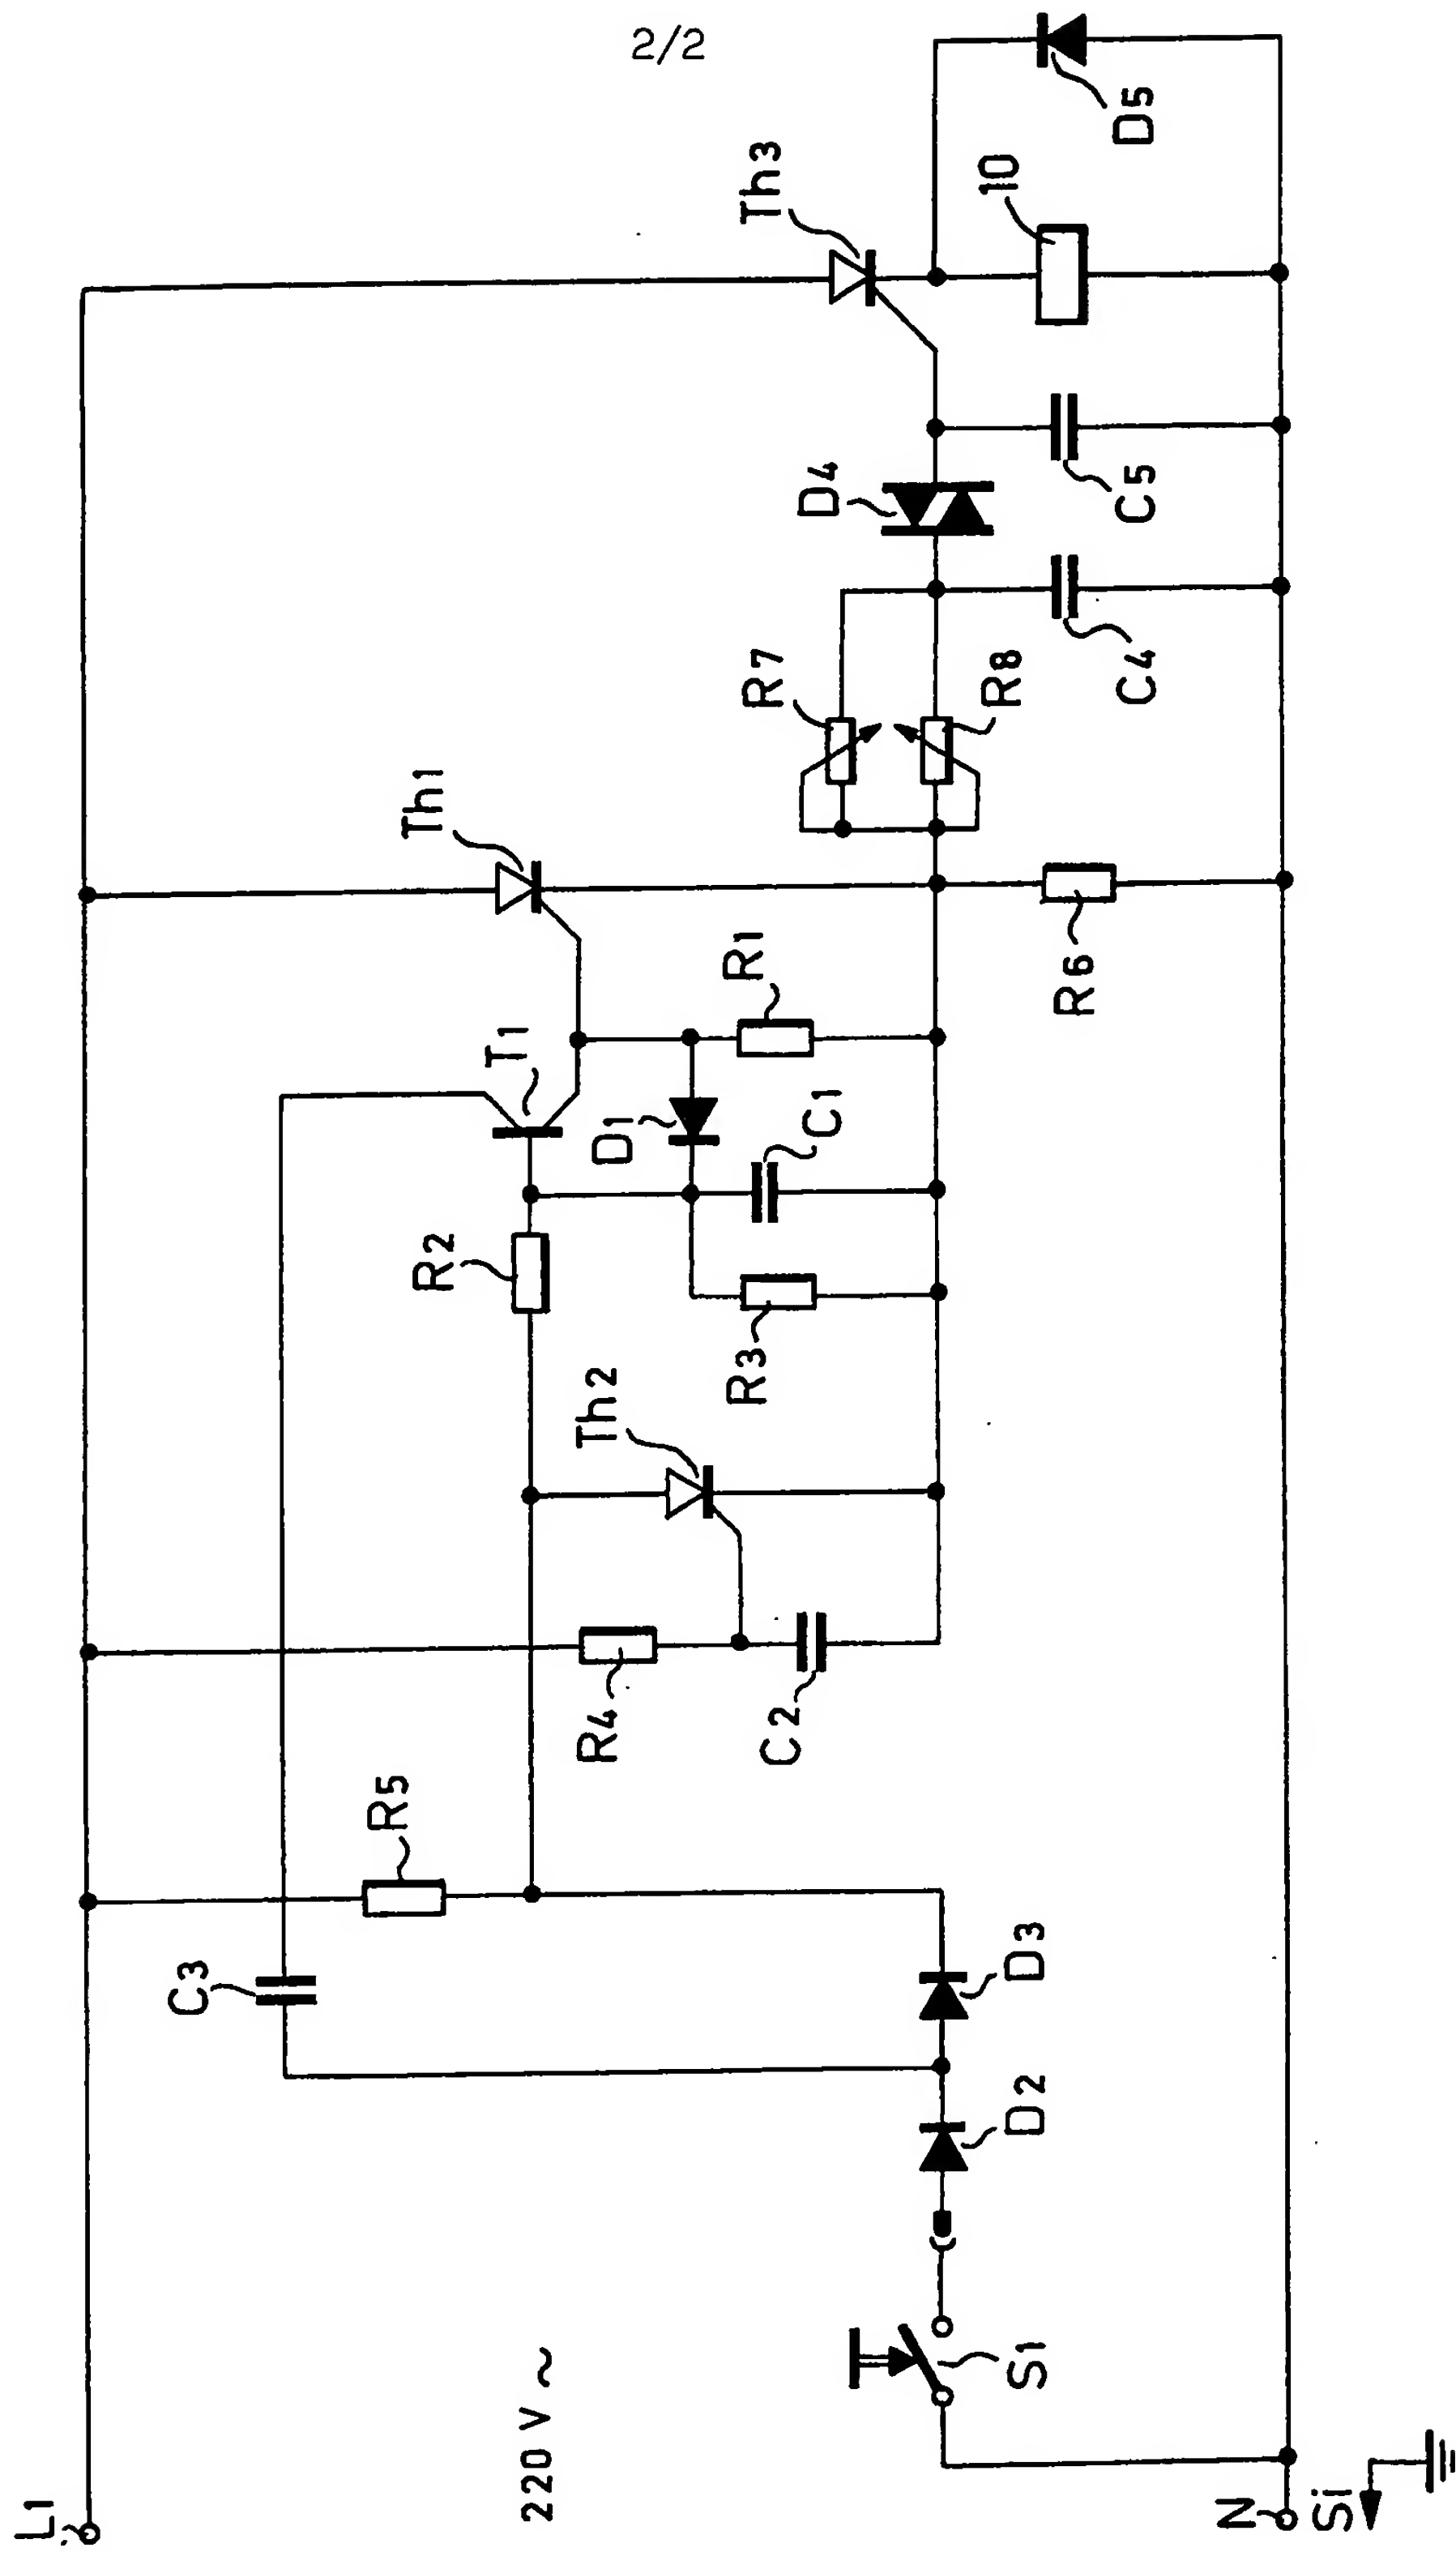 2/2
L1
220 V ~
N
Si
S1
D2
D3
C3
R5
R4
C2
Th2
R2
R3
D1
C1
T1
R1
Th1
R6
R7
R8
C4
D4
C5
Th3
10
D5